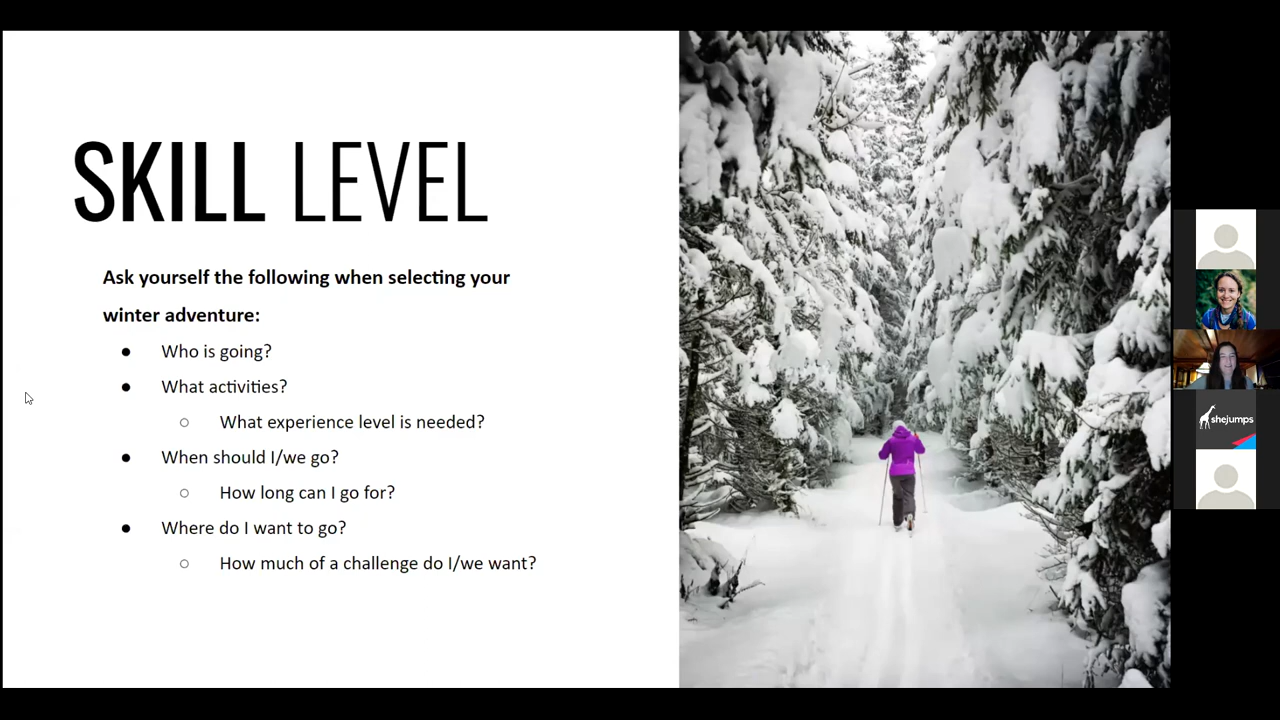 SKILL LEVEL
Ask yourself the following when selecting your
winter adventure:
● Who is going?
● What activities?
○ What experience level is needed?
● When should I/we go?
○ How long can I go for?
● Where do I want to go?
○ How much of a challenge do I/we want?
shejumps